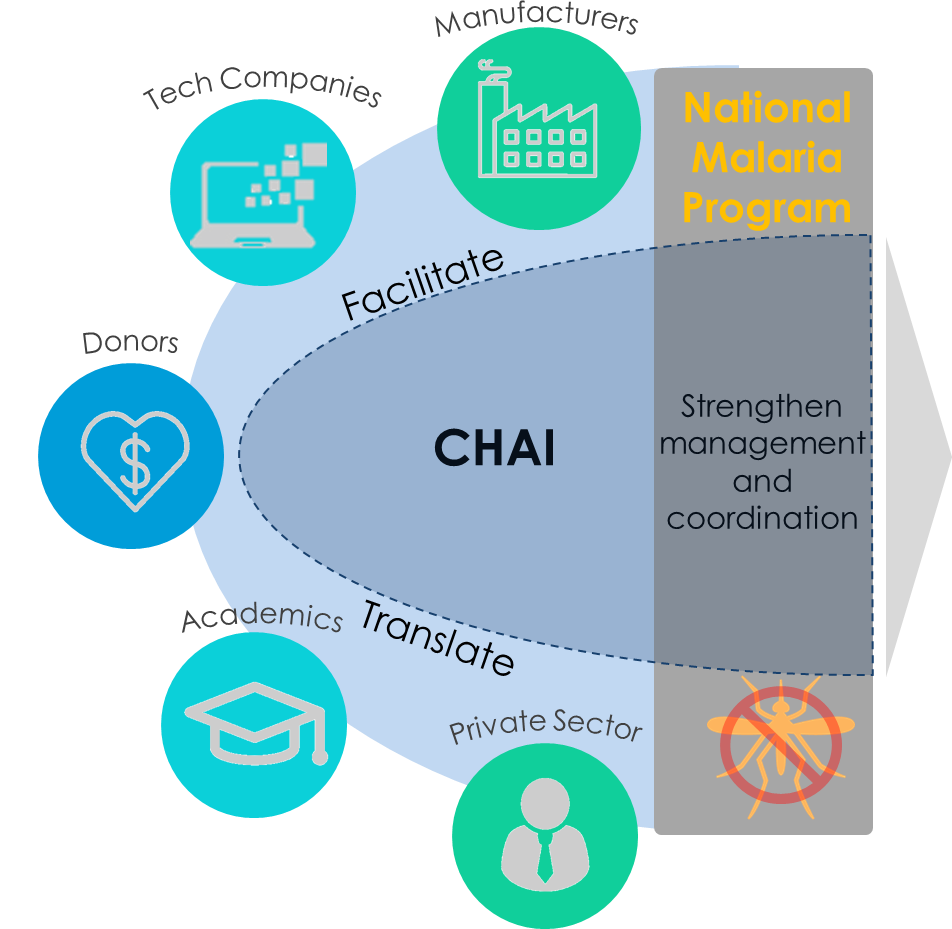 Manufacturers
Tech Companies
National
Malaria
Program
Facilitate
Donors
CHAI
Strengthen
management
and
coordination
Translate
Academics
Private Sector
$